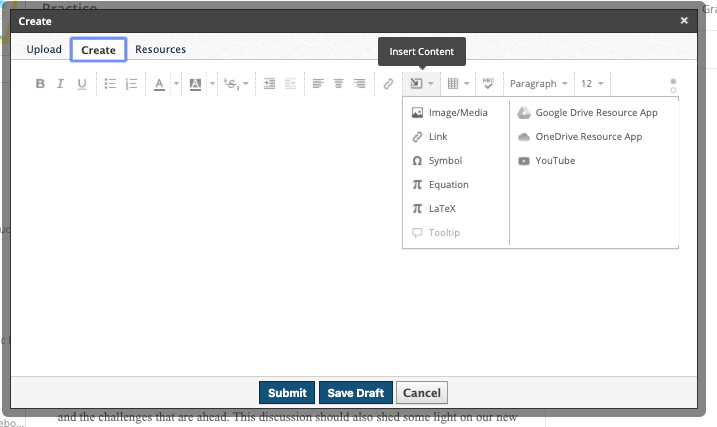 Practice
Gra
Create
×
Upload Create Resources
Insert Content
B I U A A S, ABC Paragraph 12
Image/Media
Link
Symbol
Equation
LaTeX
Tooltip
Google Drive Resource App
OneDrive Resource App
YouTube
Submit Save Draft Cancel
and the challenges that are ahead. This discussion should also shed some light on our new